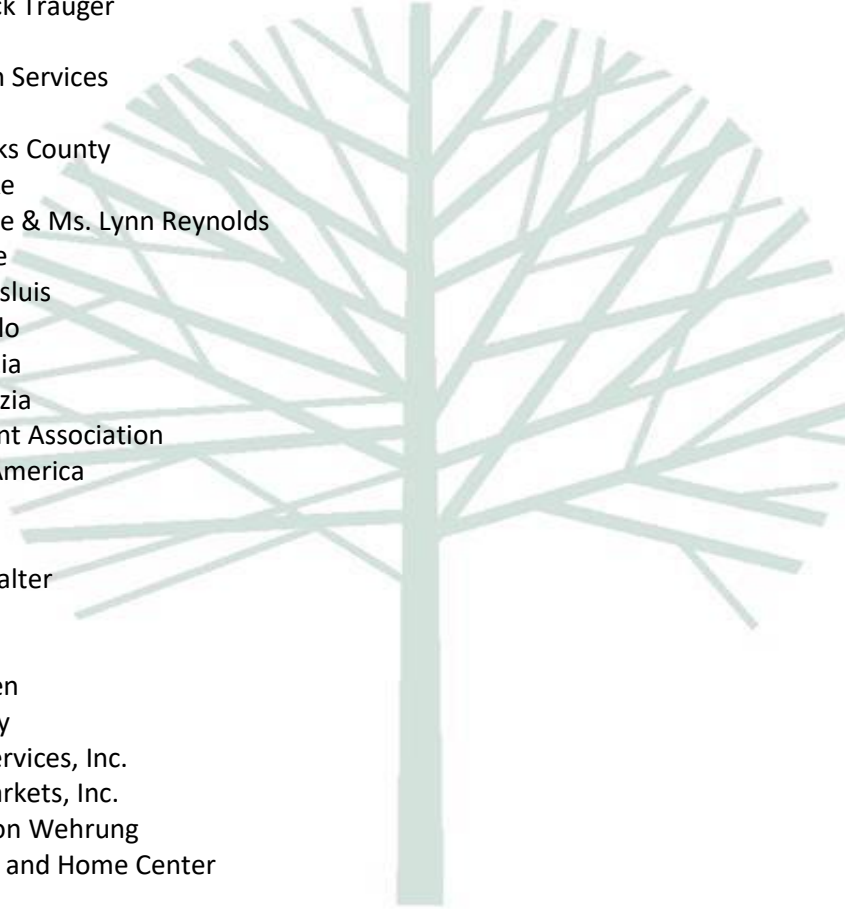 ck Trauger
n Services
ks County
e
e & Ms. Lynn Reynolds
e
sluis
lo
ia
zia
nt Association
America
alter
en
y
ervices, Inc.
rkets, Inc.
on Wehrung
and Home Center